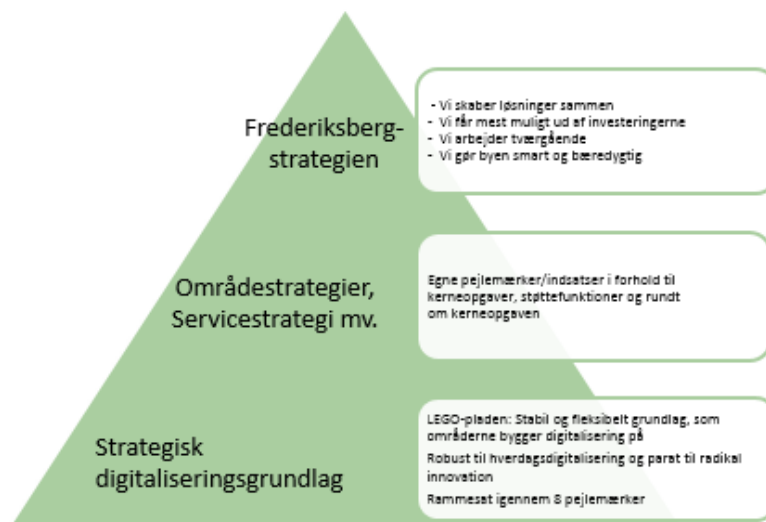 Frederiksberg-
strategien
- Vi skaber løsninger sammen
- Vi får mest muligt ud af investeringerne
- Vi arbejder tværgående
- Vi gør byen smart og bæredygtig
Områdestrategier,
Servicestrategi mv.
Egne pejlemærker/indsatser i forhold til
kerneopgaver, støttefunktioner og rundt
om kerneopgaven
Strategisk
digitaliseringsgrundlag
LEGO-pladen: Stabil og fleksibelt grundlag, som
områderne bygger digitalisering på
Robust til hverdagsdigitalisering og parat til radikal
innovation
Rammesat igennem 8 pejlemærker